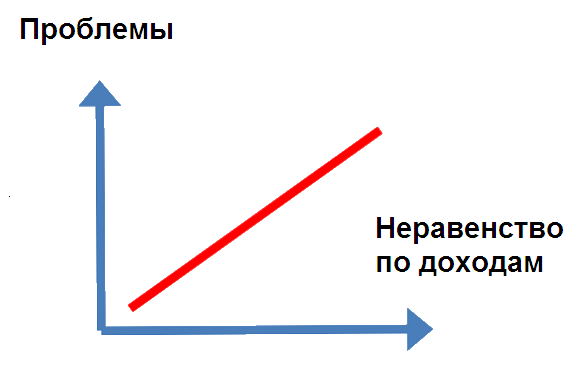 Проблемы
Неравенство
по доходам